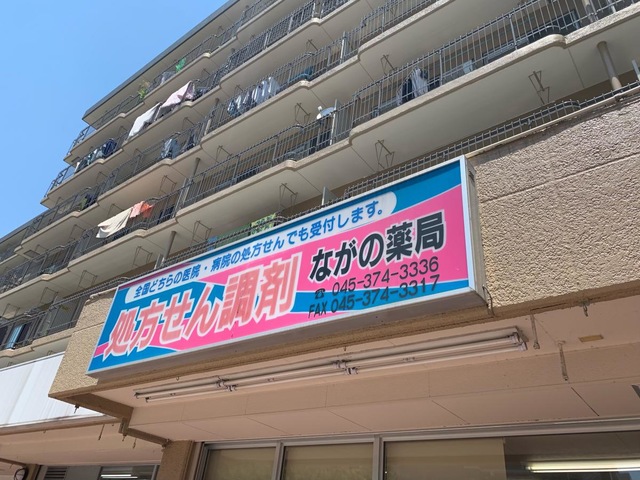 全国どちらの医院・病院の処方せんでも受付します。
処方せん調剤
ながの薬局
☎ 045-374-3336
FAX 045-374-3317